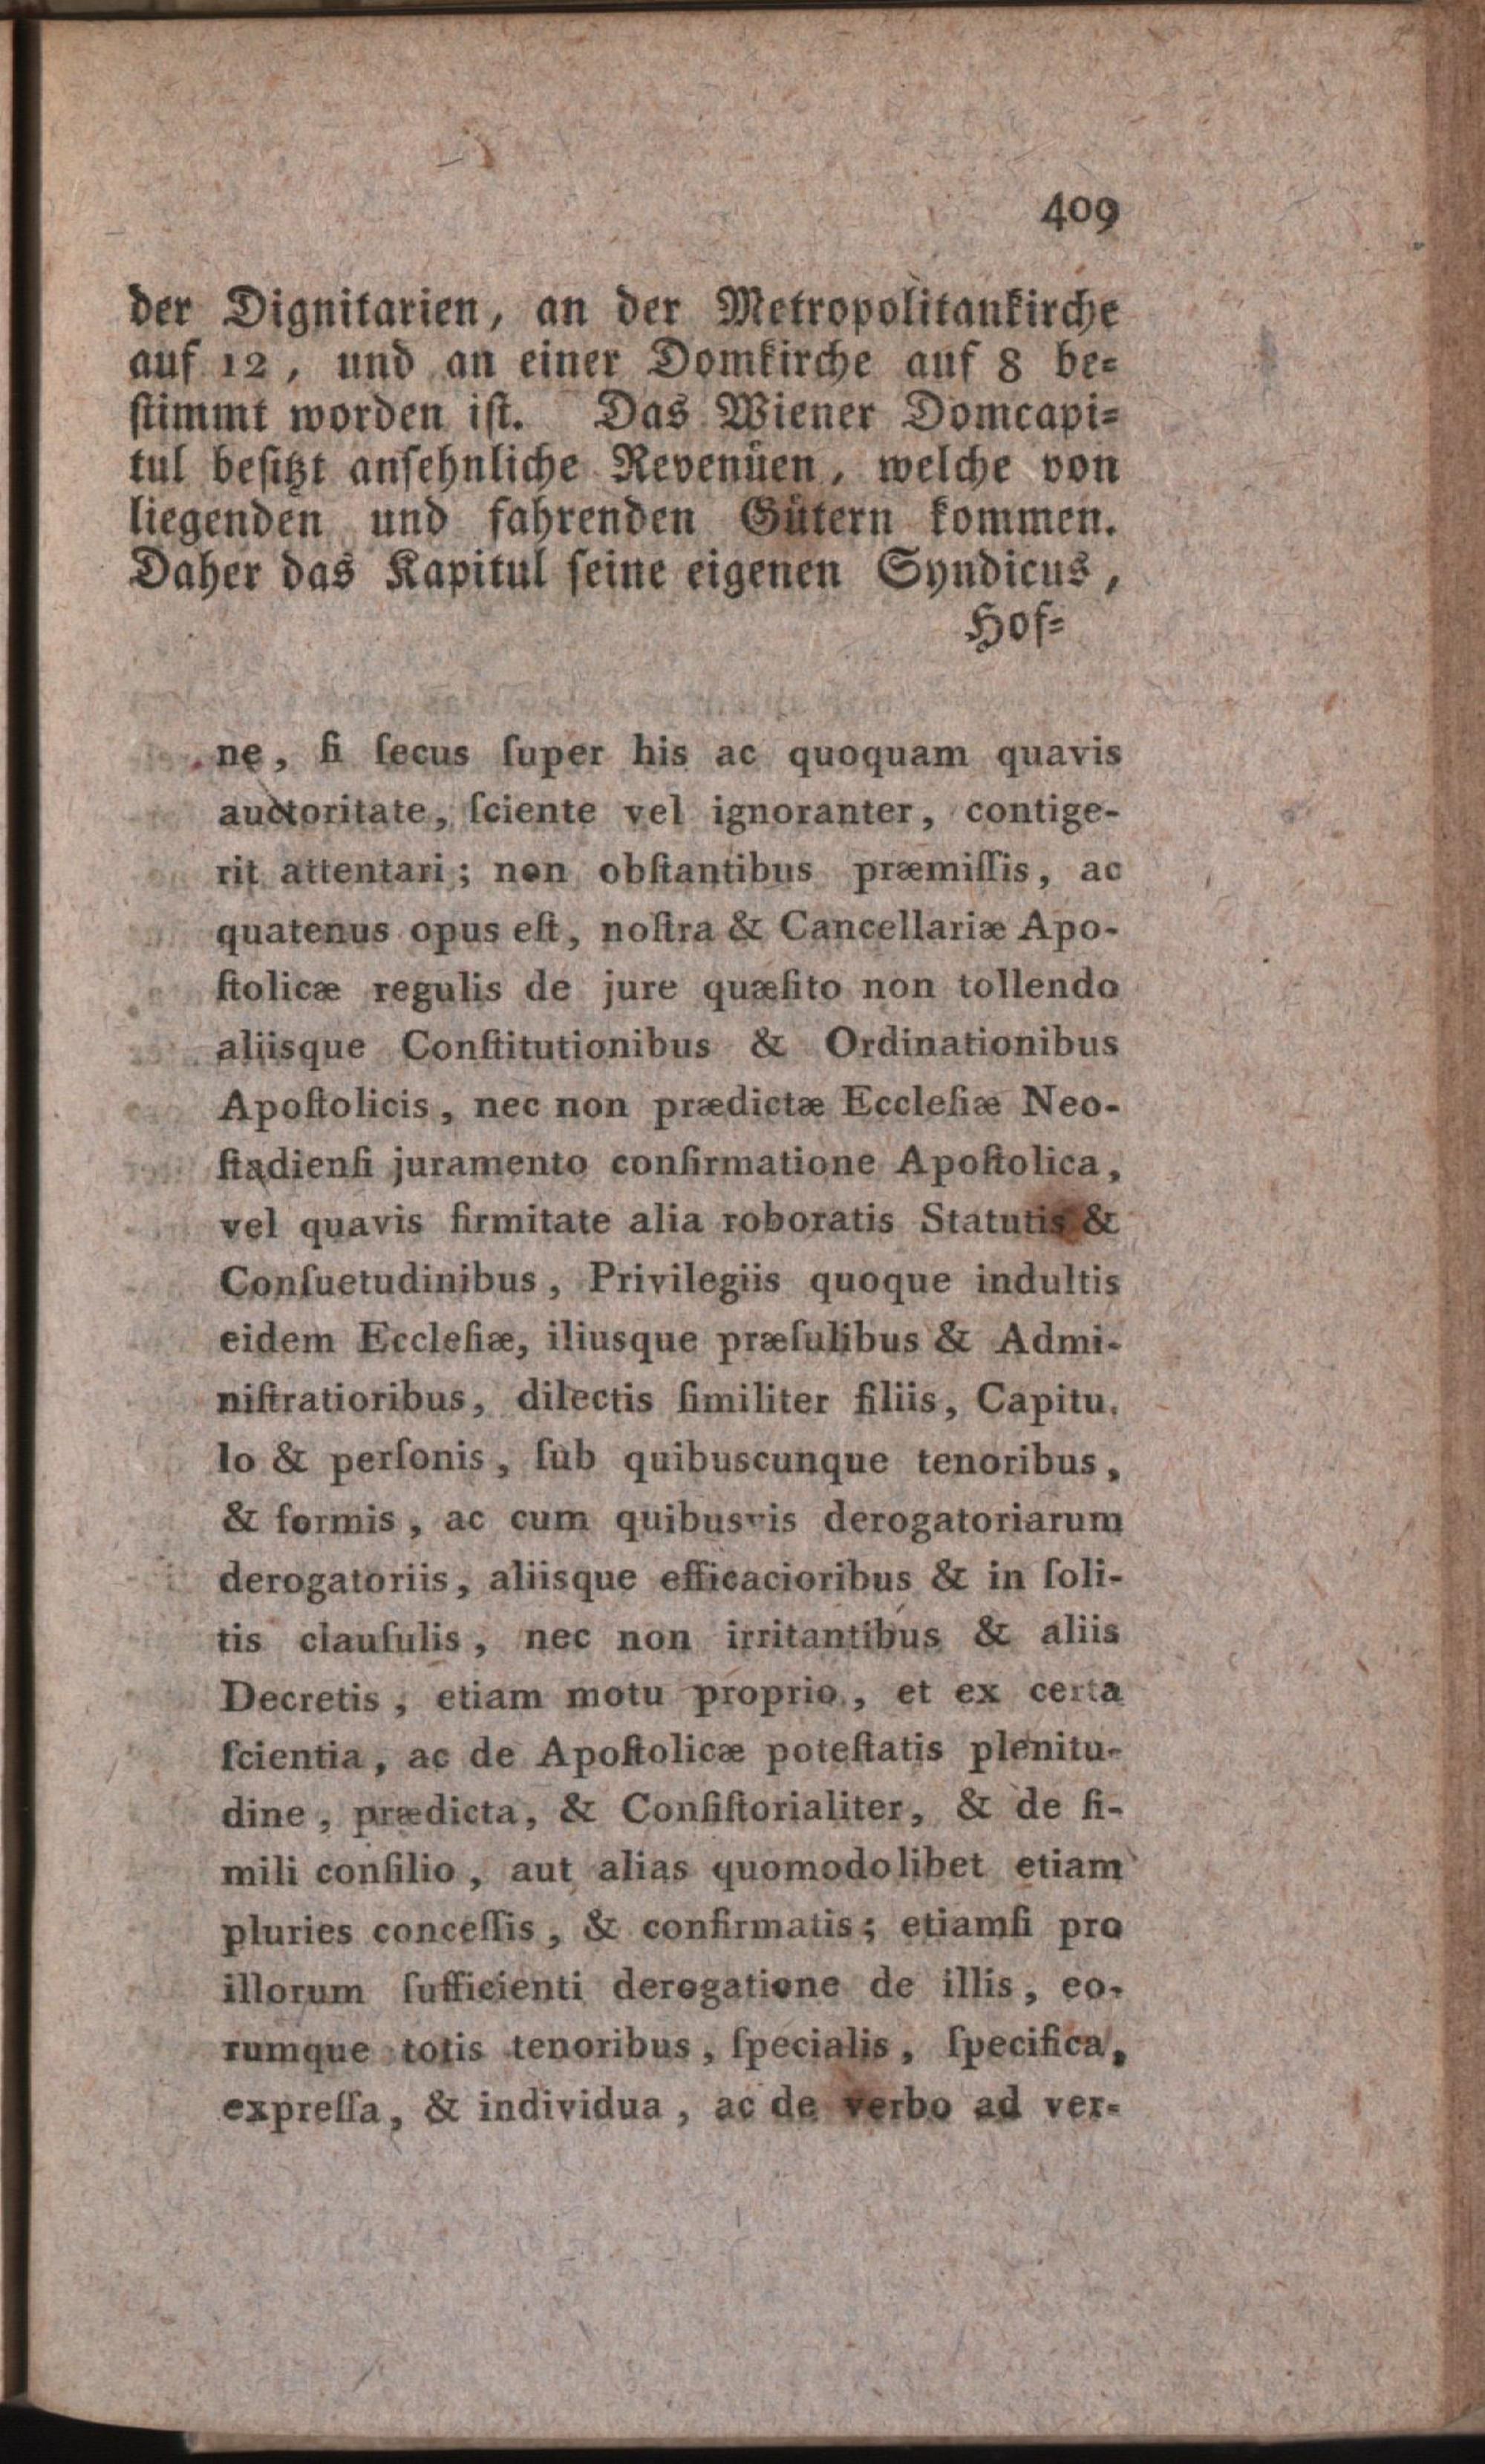 409
der Dignitarien, an der Metropolitankirche
auf 12, und an einer Domkirche auf 8 be=
ſtimmt worden iſt. Das Wiener Domcapi=
tul beſitzt anſehnliche Revenüen, welche von
liegenden und fahrenden Gütern kommen.
Daher das Kapitul ſeine eigenen Syndicus,
Hof=
ne, ſi ſecus ſuper his ac quoquam quavis
auctoritate, ſciente vel ignoranter, contige-
rit attentari; non obſtantibus præmiſſis, ac
quatenus opus eſt, noſtra & Cancellariæ Apo-
ſtolicæ regulis de jure quæſito non tollendo
aliisque Conſtitutionibus & Ordinationibus
Apoſtolicis, nec non prædictæ Eccleſiæ Neo-
ſtadienſi juramento confirmatione Apoſtolica,
vel quavis firmitate alia roboratis Statutis &
Conſuetudinibus, Privilegiis quoque indultis
eidem Eccleſiæ, iliusque præſulibus & Admi-
niſtratioribus, dilectis ſimiliter filiis, Capitu.
lo & perſonis, ſub quibuscunque tenoribus,
& formis, ac cum quibusvis derogatoriarum
derogatoriis, aliisque efficacioribus & in ſoli-
tis clauſulis, nec non irritantibus & aliis
Decretis, etiam motu proprio, et ex certa
ſcientia, ac de Apoſtolicæ poteſtatis plenitu-
dine, prædicta, & Conſiſtorialiter, & de ſi-
mili conſilio, aut alias quomodolibet etiam
pluries conceſſis, & confirmatis; etiamſi pro
illorum ſufficienti derogatione de illis, eo-
rumque totis tenoribus, ſpecialis, ſpecifica,
expreſſa, & individua, ac de verbo ad ver-